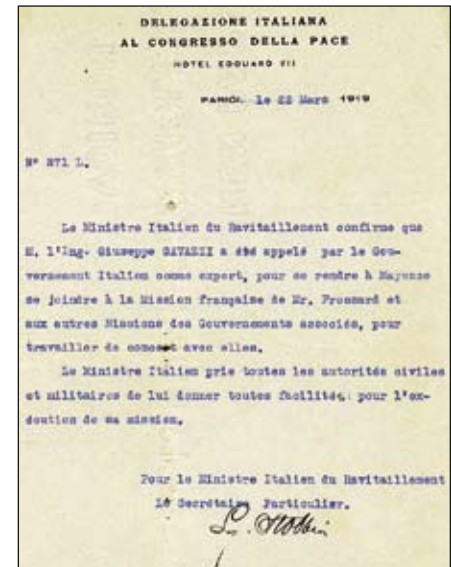 DELEGAZIONE ITALIANA
AL CONGRESSO DELLA PACE
HOTEL EDOUARD VII
PARIGI, le 22 Mars 1919
N° 271 L.
Le Ministre Italien du Ravitaillement confirme que
M. l'Ing. Giuseppe GAVAZZI a été appelé par le Gou-
vernement Italien comme expert, pour se rendre à Mayence
se joindre à la Mission française de Mr. Frossard et
aux autres Missions des Gouvernements associés, pour
travailler de concert avec elles.
Le Ministre Italien prie toutes les autorités civiles
et militaires de lui donner toutes facilités pour l'exé-
cution de sa mission.
Pour le Ministre Italien du Ravitaillement
Le Secrétaire Particulier.